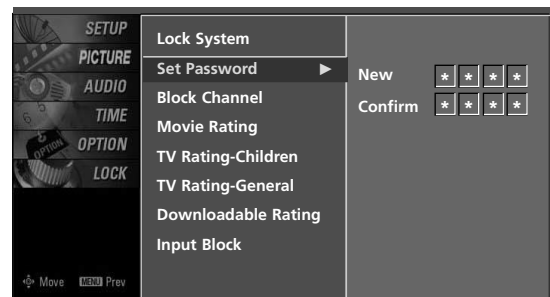 SETUP
PICTURE
AUDIO
TIME
OPTION
LOCK
Move MENU Prev
Lock System
Set Password ▶
Block Channel
Movie Rating
TV Rating-Children
TV Rating-General
Downloadable Rating
Input Block
New * * * *
Confirm * * * *